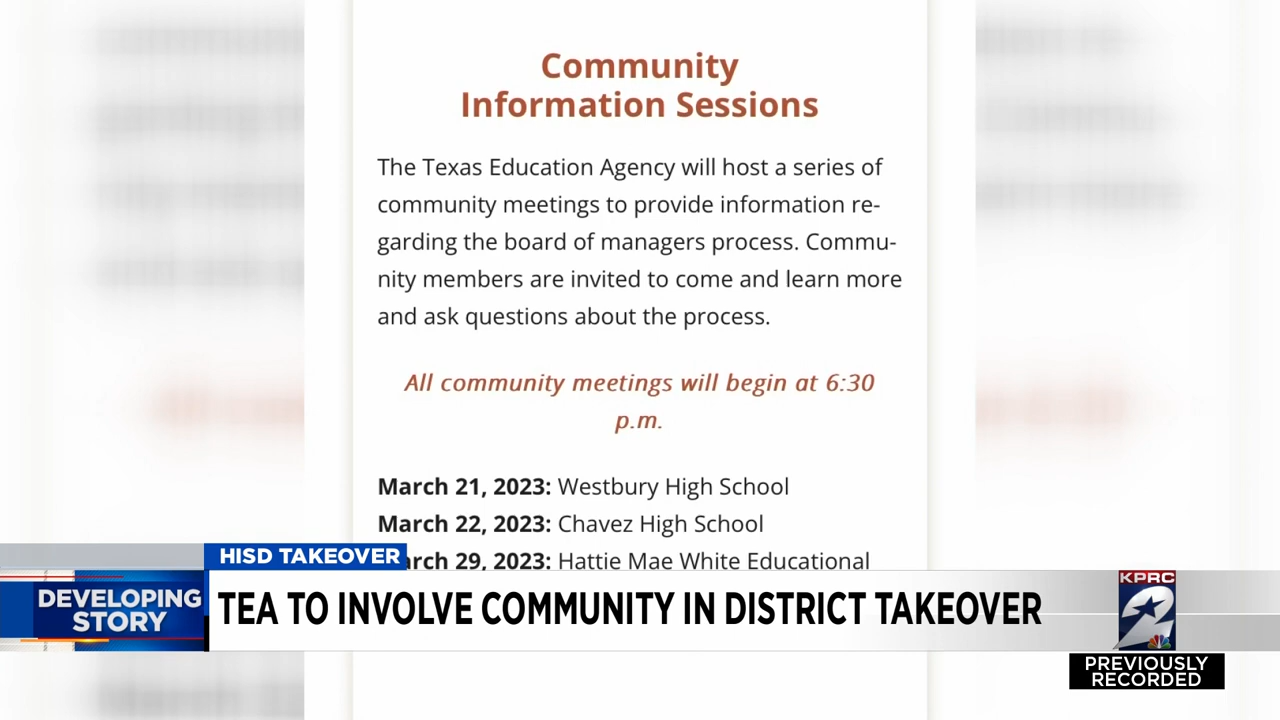 Community
Information Sessions
The Texas Education Agency will host a series of
community meetings to provide information re-
garding the board of managers process. Commu-
nity members are invited to come and learn more
and ask questions about the process.
All community meetings will begin at 6:30
p.m.
March 21, 2023: Westbury High School
March 22, 2023: Chavez High School
29, 2023: Hattie Mae White Educational
HISD TAKEOVER
DEVELOPING
STORY
TEA TO INVOLVE COMMUNITY IN DISTRICT TAKEOVER
KPRC
2
PREVIOUSLY
RECORDED